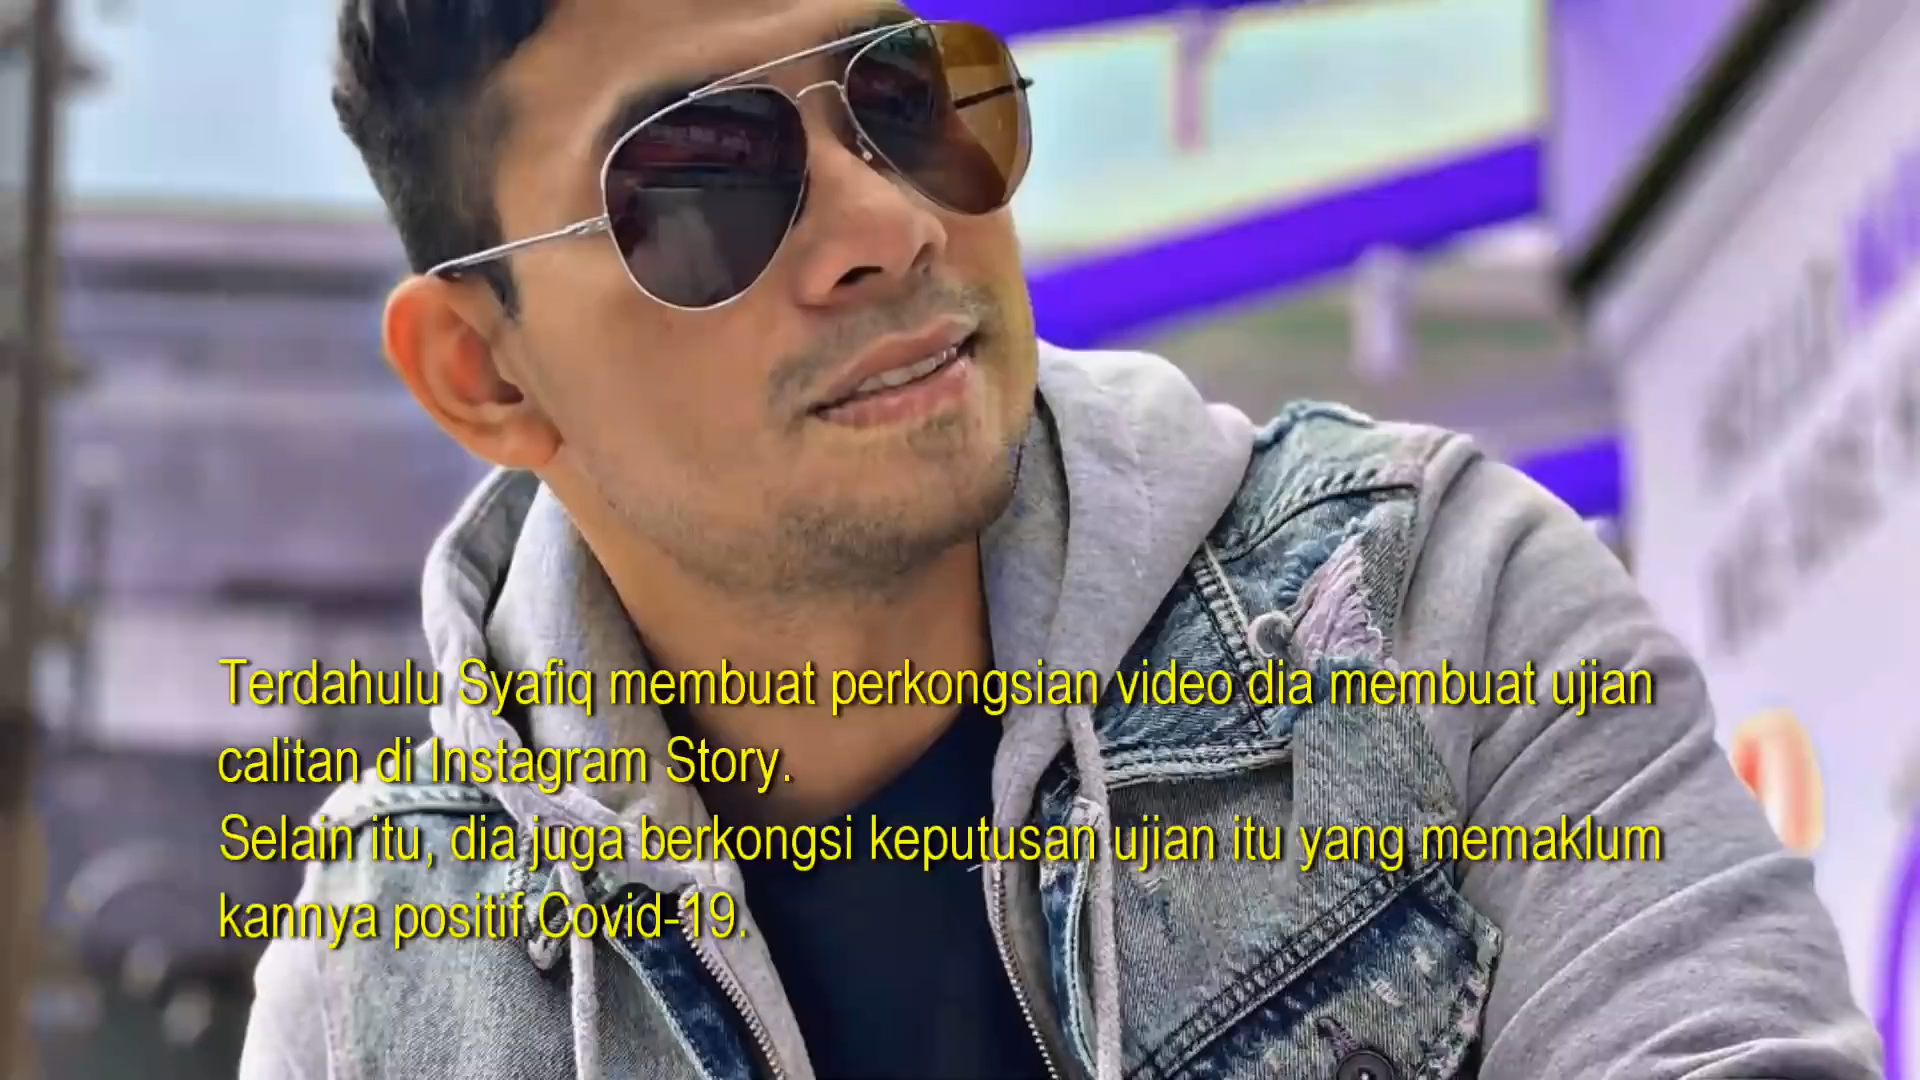 Terdahulu Syafiq membuat perkongsian video dia membuat ujian
calitan di Instagram Story.
Selain itu, dia juga berkongsi keputusan ujian itu yang memaklum
kannya positif Covid-19.